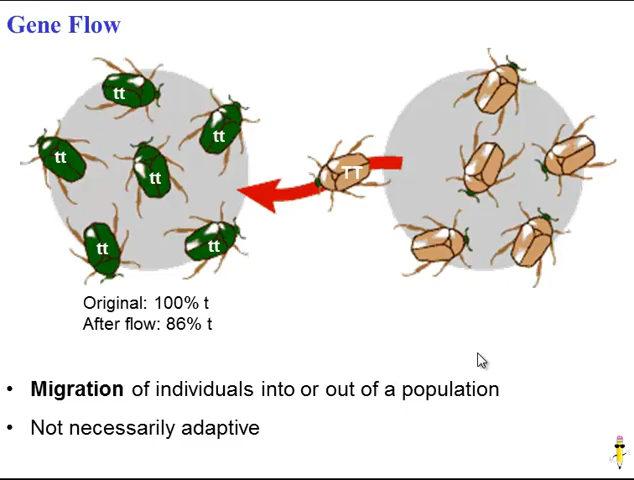 Gene Flow
tt
tt
tt
tt
TT
tt
tt
Original: 100% t
After flow: 86% t
• Migration of individuals into or out of a population
• Not necessarily adaptive